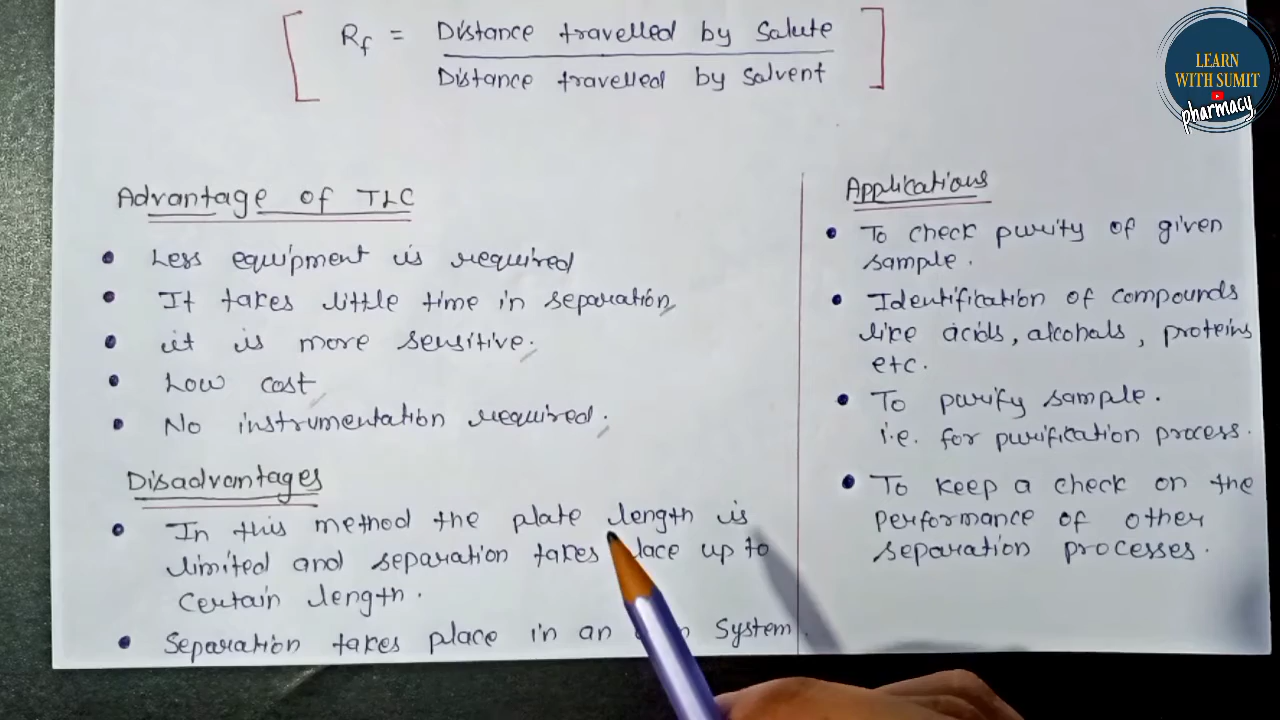 Rf = Distance travelled by Salute
Distance travelled by Salvent
LEARN
WITH SUMIT
pharmacy
Advantage of TLC
Less equipment is required
It takes little time in separation
it is more sensitive.
Low cost
No instrumentation required.
Disadvantages
In this method the plate length is
limited and separation takes lace up to
Certain length.
Separation takes place in an System.
Applications
To check purity of given
sample.
Identification of compounds
like acids, alcohals, proteins
etc.
To purify sample.
i.e. for purification process.
To keep a check on the
performance of other
separation processes.